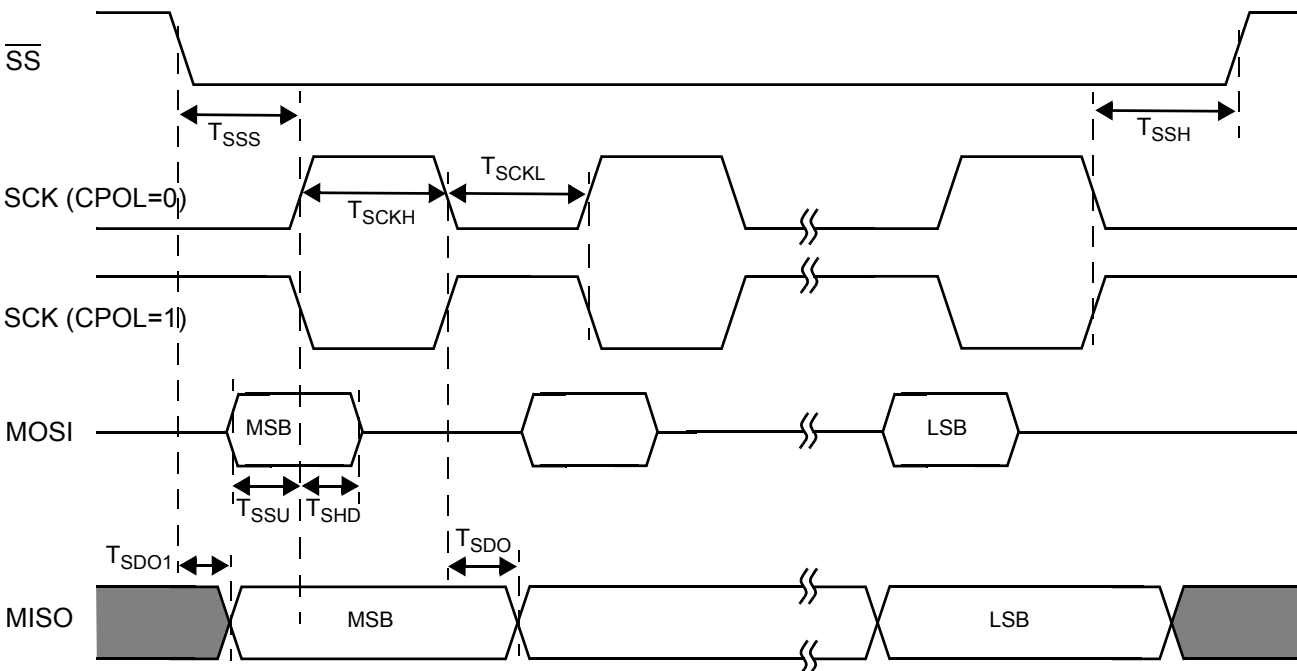 SS
TSSS
TSSH
SCK (CPOL=0)
TSCKH
TSCKL
SCK (CPOL=1)
MOSI
MSB
LSB
TSSU
TSHD
TSDO1
TSDO
MISO
MSB
LSB